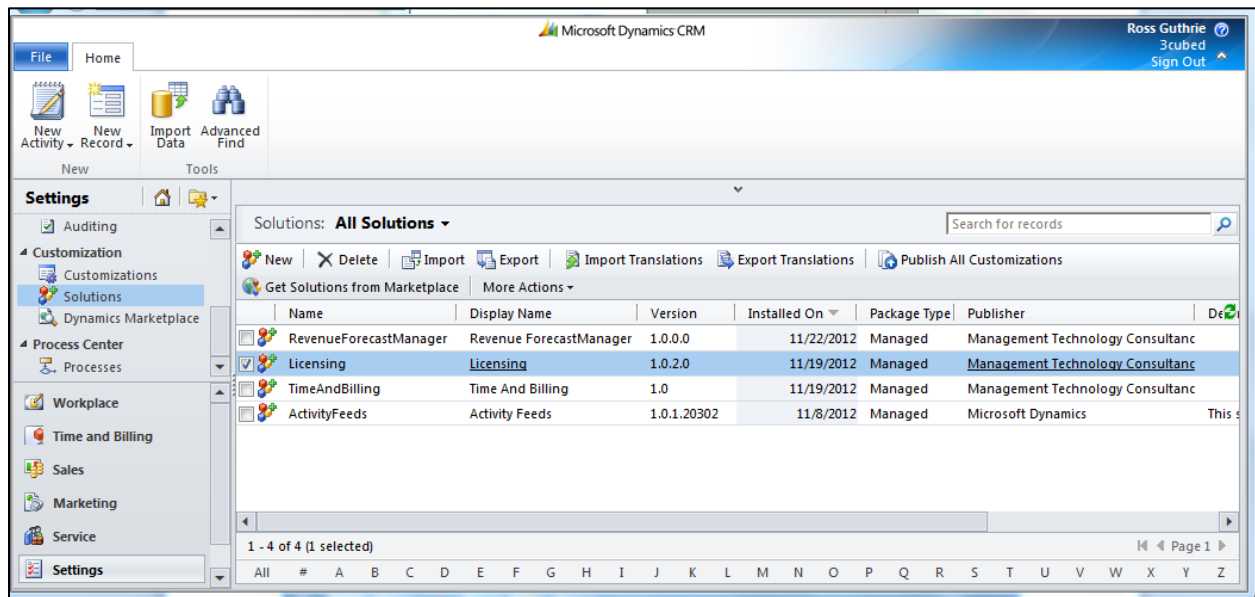 Microsoft Dynamics CRM
Ross Guthrie
3cubed
Sign Out
File Home
New Activity
New Record
Import Data
Advanced Find
New
Tools
Settings
Auditing
Customization
Customizations
Solutions
Dynamics Marketplace
Process Center
Processes
Workplace
Time and Billing
Sales
Marketing
Service
Settings
Solutions: All Solutions
Search for records
New Delete Import Export Import Translations Export Translations Publish All Customizations
Get Solutions from Marketplace More Actions
Name Display Name Version Installed On Package Type Publisher De
RevenueForecastManager Revenue ForecastManager 1.0.0.0 11/22/2012 Managed Management Technology Consultanc
Licensing Licensing 1.0.2.0 11/19/2012 Managed Management Technology Consultanc
TimeAndBilling Time And Billing 1.0 11/19/2012 Managed Management Technology Consultanc
ActivityFeeds Activity Feeds 1.0.1.20302 11/8/2012 Managed Microsoft Dynamics This s
1 - 4 of 4 (1 selected)
Page 1
All # A B C D E F G H I J K L M N O P Q R S T U V W X Y Z